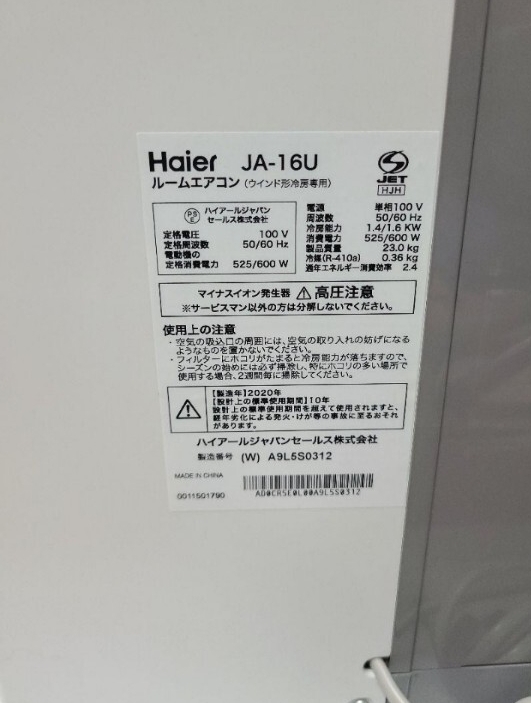 Haier JA-16U
ルームエアコン (ウインド形冷房専用)
JET
HJH
PSE ハイアールジャパン
セールス株式会社
定格電圧 100 V
定格周波数 50/60 Hz
電動機の
定格消費電力 525/600 W
電源 単相100 V
周波数 50/60 Hz
冷房能力 1.4/1.6 KW
消費電力 525/600 W
製品質量 23.0 kg
冷媒(R-410a) 0.36 kg
通年エネルギー消費効率 2.4
マイナスイオン発生器 高圧注意
※サービスマン以外の方は分解しないでください。
使用上の注意
・空気の吸込口の周囲には、空気の取り入れの妨げになる
ようなものを置かないでください。
・フィルターにホコリがたまると冷房能力が落ちますので、
シーズンの始めには必ず掃除し、特にホコリの多い場所で
使用する場合、2週間毎に掃除してください。
【製造年】2020年
【設計上の標準使用期間】10年
設計上の標準使用期間を超えて使用されますと、
経年劣化による発火・けが等の事故に至るおそれ
があります。
ハイアールジャパンセールス株式会社
製造番号 (W) A9L5S0312
MADE IN CHINA
0011501790
AD0CR5E0L00A9L5S0312